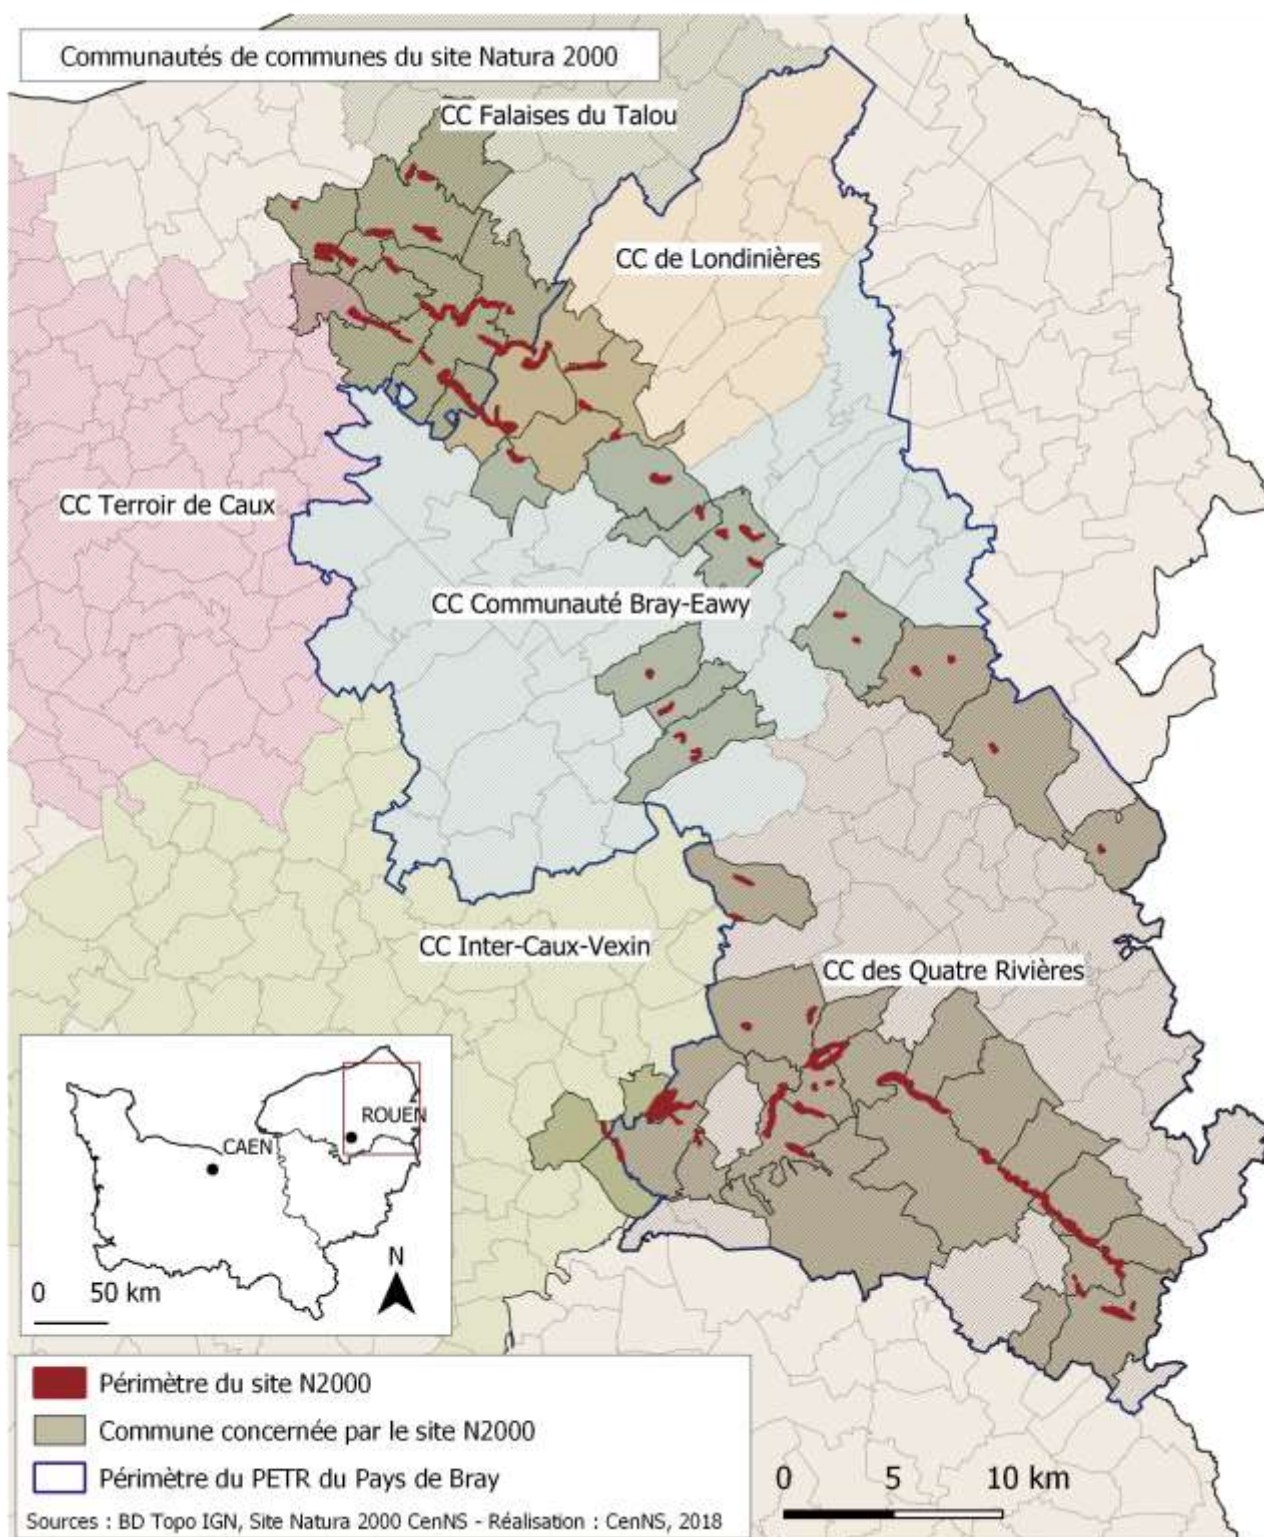 Communautés de communes du site Natura 2000
CC Falaises du Talou
CC de Londinières
CC Terroir de Caux
CC Communauté Bray-Eawy
CC Inter-Caux-Vexin
CC des Quatre Rivières
ROUEN
CAEN
N
0 50 km
Périmètre du site N2000
Commune concernée par le site N2000
Périmètre du PETR du Pays de Bray
0 5 10 km
Sources : BD Topo IGN, Site Natura 2000 CenNS - Réalisation : CenNS, 2018